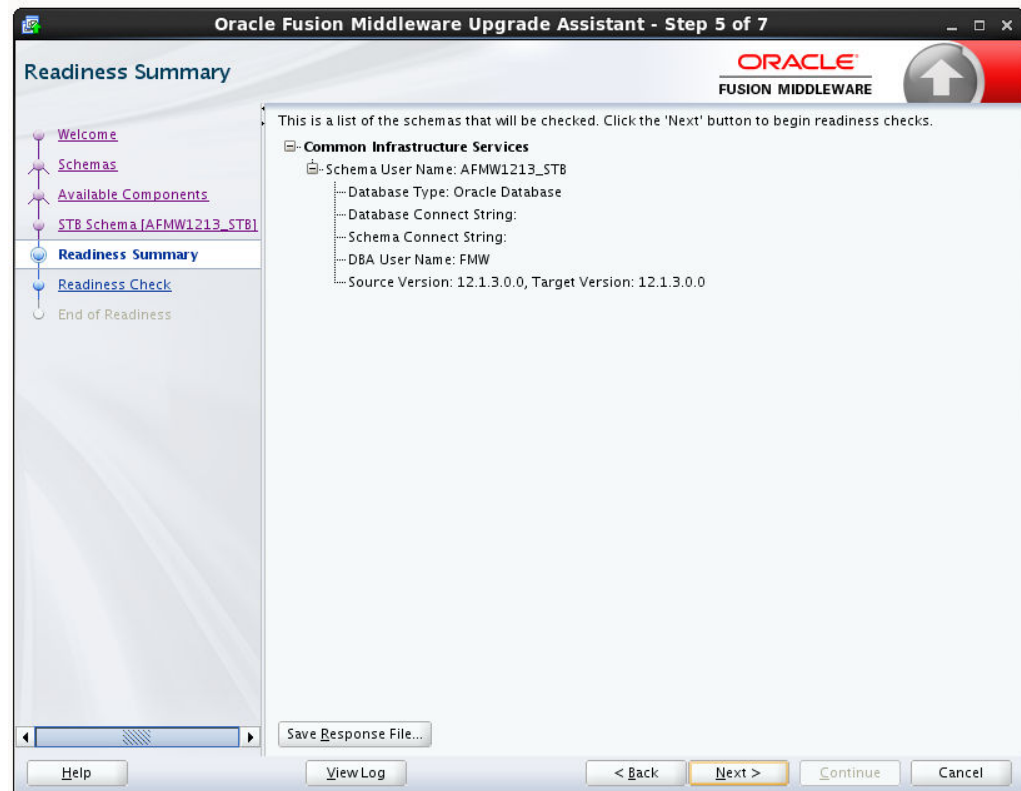 Oracle Fusion Middleware Upgrade Assistant - Step 5 of 7
Readiness Summary
ORACLE
FUSION MIDDLEWARE
Welcome
Schemas
Available Components
STB Schema [AFMW1213_STB]
Readiness Summary
Readiness Check
End of Readiness
This is a list of the schemas that will be checked. Click the 'Next' button to begin readiness checks.
Common Infrastructure Services
Schema User Name: AFMW1213_STB
Database Type: Oracle Database
Database Connect String:
Schema Connect String:
DBA User Name: FMW
Source Version: 12.1.3.0.0, Target Version: 12.1.3.0.0
Save Response File...
Help
View Log
< Back
Next >
Continue
Cancel